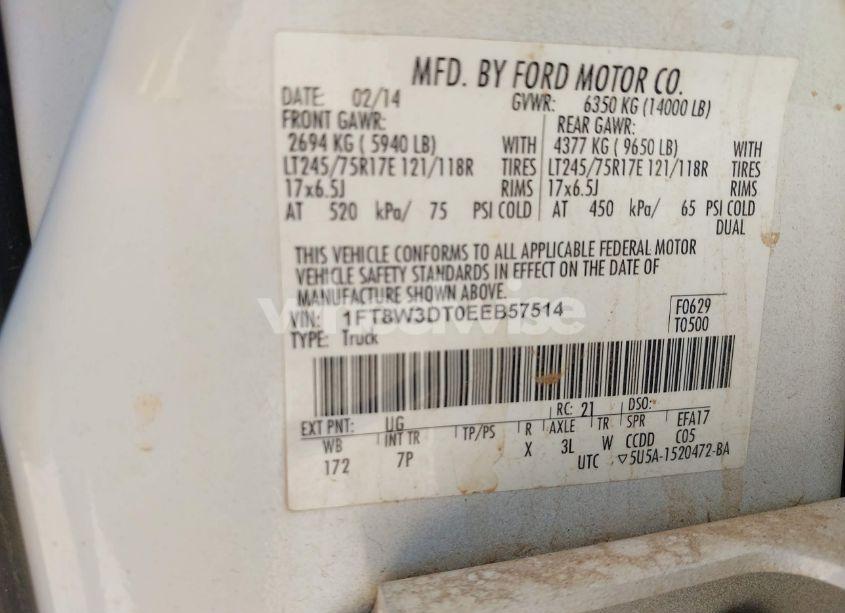 MFD. BY FORD MOTOR CO.
DATE: 02/14 GVWR: 6350 KG (14000 LB)
FRONT GAWR: REAR GAWR:
2694 KG ( 5940 LB) WITH 4377 KG ( 9650 LB) WITH
LT245/75R17E 121/118R TIRES LT245/75R17E 121/118R TIRES
17x6.5J RIMS 17x6.5J RIMS
AT 520 kPa/ 75 PSI COLD AT 450 kPa/ 65 PSI COLD
DUAL
THIS VEHICLE CONFORMS TO ALL APPLICABLE FEDERAL MOTOR
VEHICLE SAFETY STANDARDS IN EFFECT ON THE DATE OF
MANUFACTURE SHOWN ABOVE.
VIN: 1FT8W3DT0EEB57514 F0629
TYPE: Truck T0500
EXT PNT: UG RC: 21 DSO:
WB INT TR TP/PS R AXLE TR SPR EFA17
172 7P X 3L W CCDD C05
UTC ▽5U5A-1520472-BA